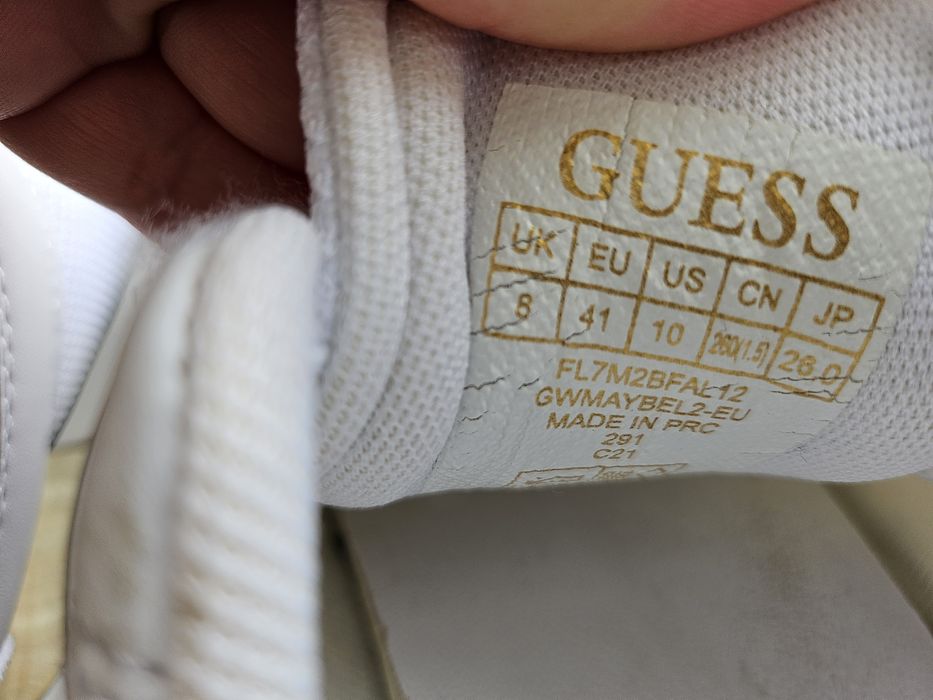 GUESS
UK EU US CN JP
8 41 10 260(1.5) 26.0
FL7M2BFAL12
GWMAYBEL2-EU
MADE IN PRC
291
C21